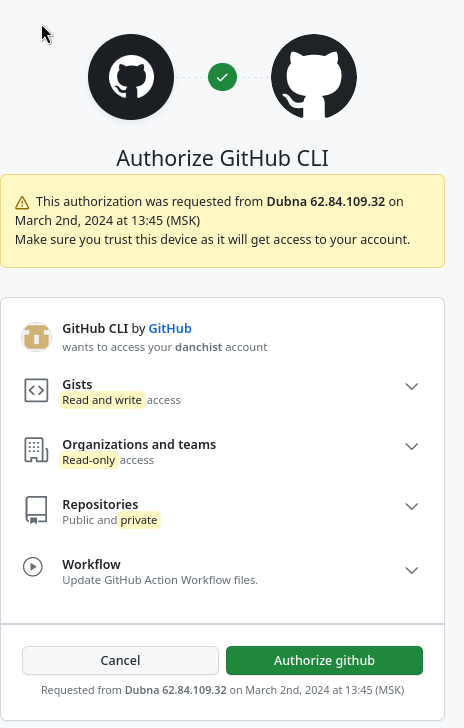 Authorize GitHub CLI
This authorization was requested from Dubna 62.84.109.32 on
March 2nd, 2024 at 13:45 (MSK)
Make sure you trust this device as it will get access to your account.
GitHub CLI by GitHub
wants to access your danchist account
Gists
Read and write access
Organizations and teams
Read-only access
Repositories
Public and private
Workflow
Update GitHub Action Workflow files.
Cancel
Authorize github
Requested from Dubna 62.84.109.32 on March 2nd, 2024 at 13:45 (MSK)